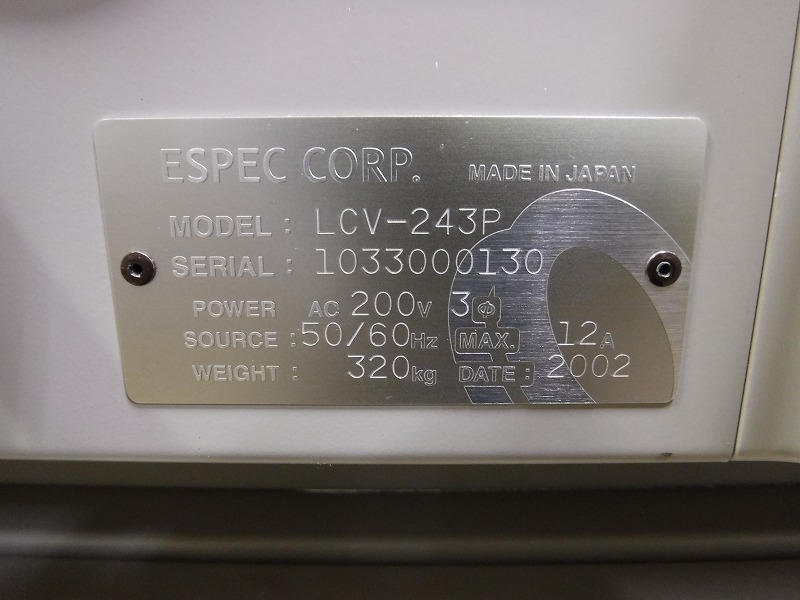 ESPEC CORP. MADE IN JAPAN
MODEL : LCV-243P
SERIAL : 1033000130
POWER AC 200V 3Φ
SOURCE : 50/60Hz MAX. 12A
WEIGHT : 320kg DATE : 2002